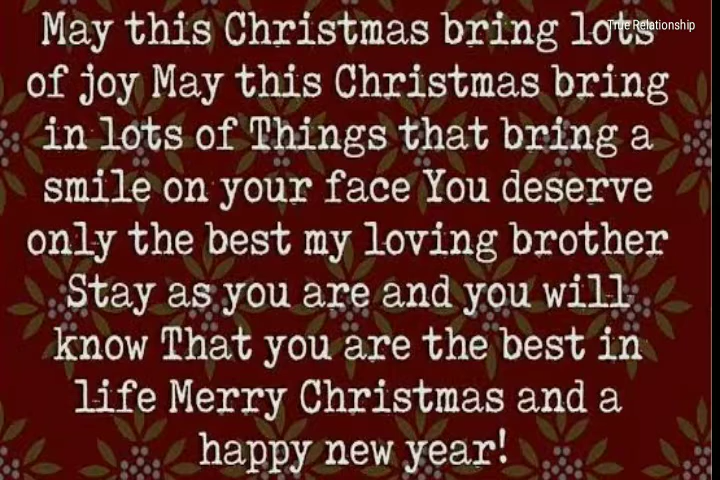 True Relationship
May this Christmas bring lots
of joy May this Christmas bring
in lots of Things that bring a
smile on your face You deserve
only the best my loving brother
Stay as you are and you will
know That you are the best in
life Merry Christmas and a
happy new year!